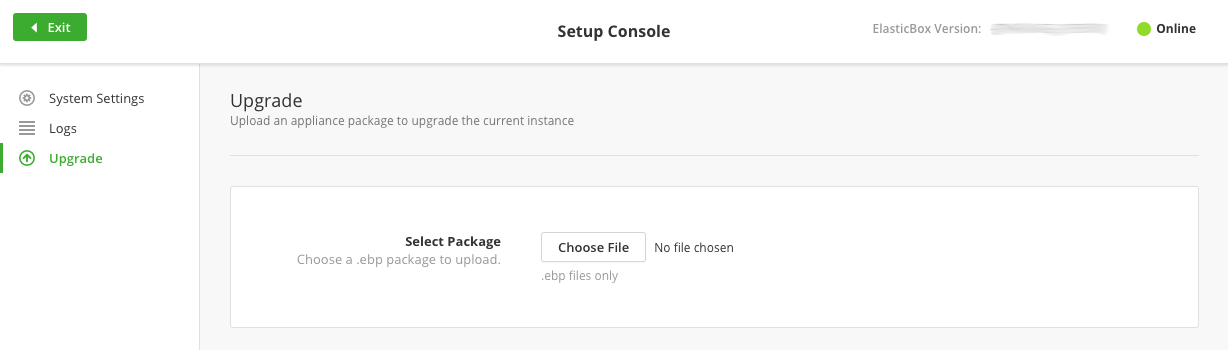 Exit
Setup Console
ElasticBox Version:
Online
System Settings
Logs
Upgrade
Upgrade
Upload an appliance package to upgrade the current instance
Select Package
Choose a .ebp package to upload.
Choose File No file chosen
.ebp files only